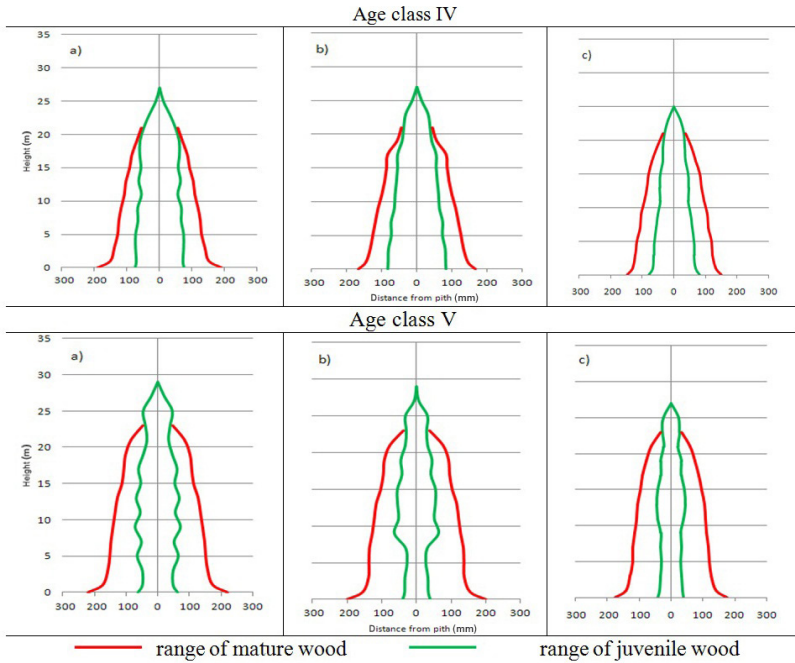 Age class IV
a)
b)
c)
Height (m)
35
30
25
20
15
10
5
0
300 200 100 0 100 200 300
300 200 100 0 100 200 300
300 200 100 0 100 200 300
Distance from pith (mm)
Age class V
a)
b)
c)
Height (m)
35
30
25
20
15
10
5
0
300 200 100 0 100 200 300
300 200 100 0 100 200 300
300 200 100 0 100 200 300
Distance from pith (mm)
range of mature wood
range of juvenile wood